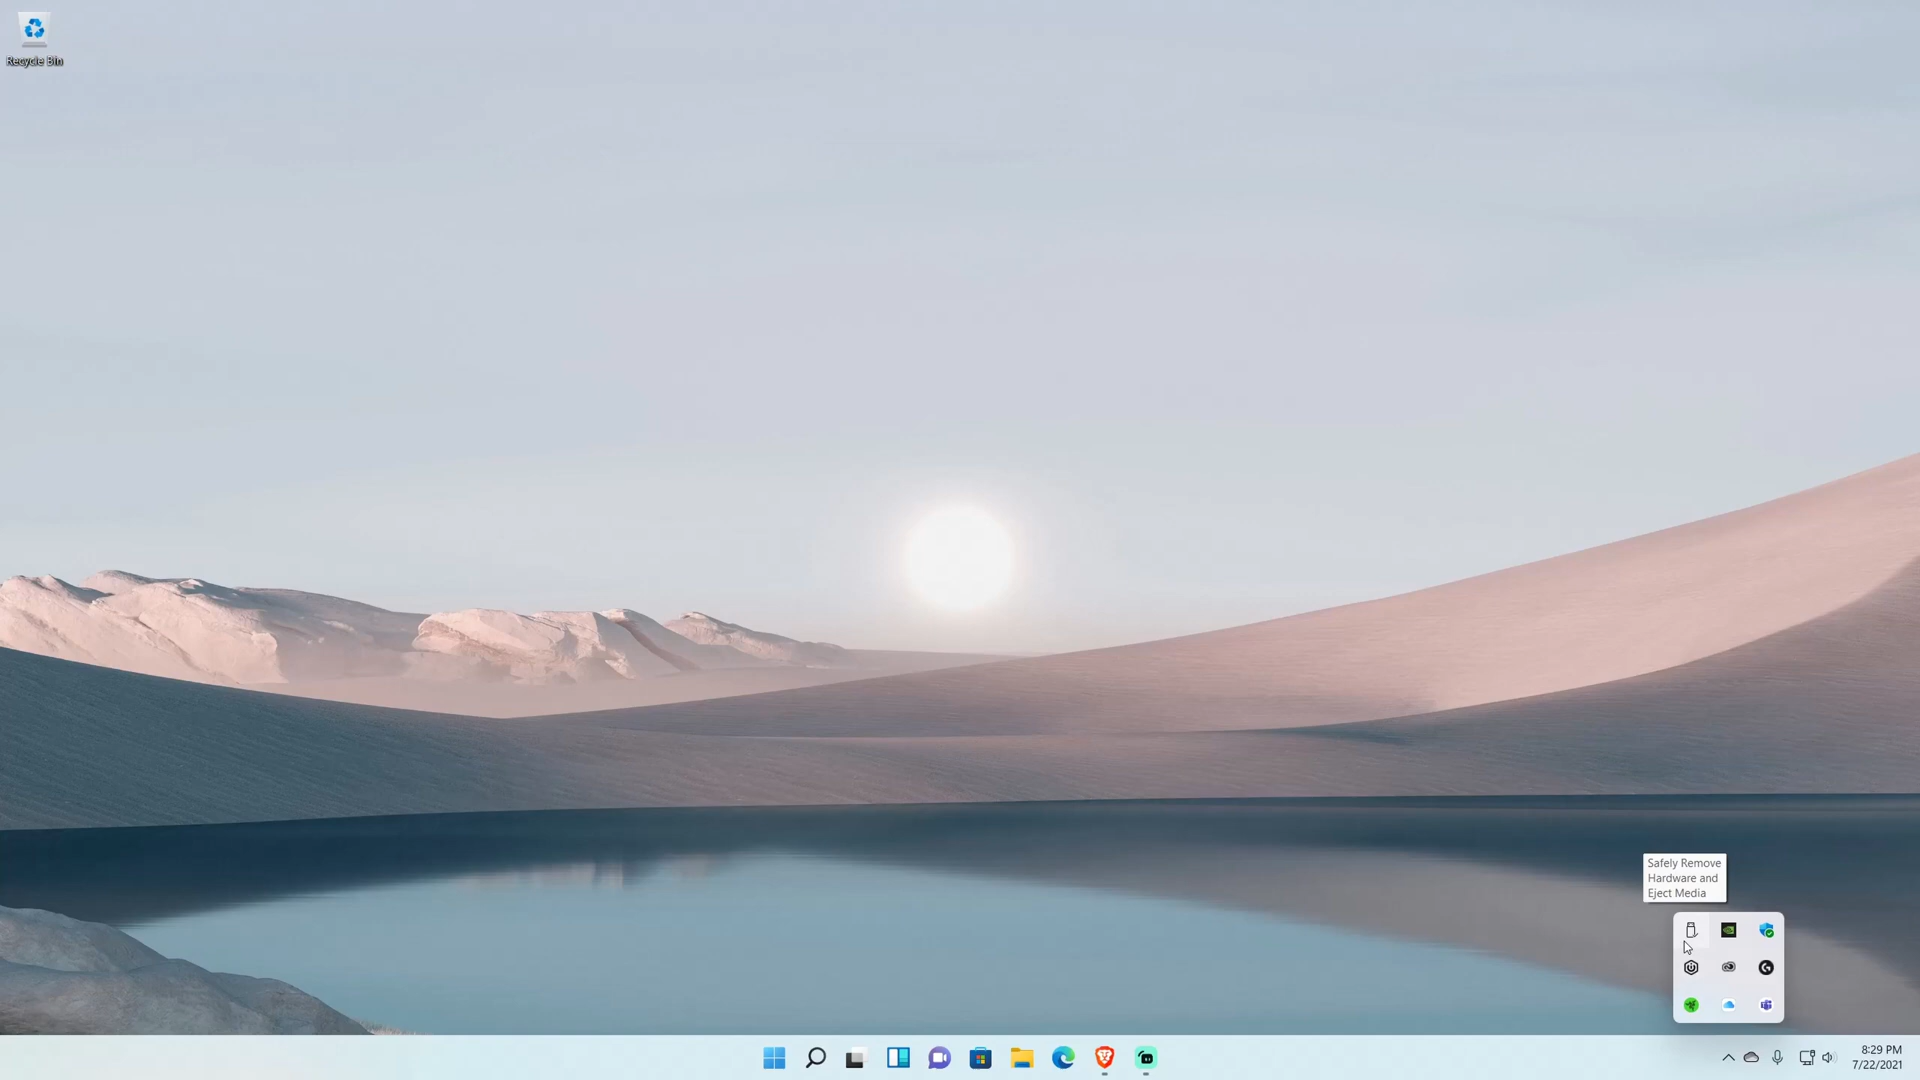 Recycle Bin
Safely Remove
Hardware and
Eject Media
8:29 PM
7/22/2021